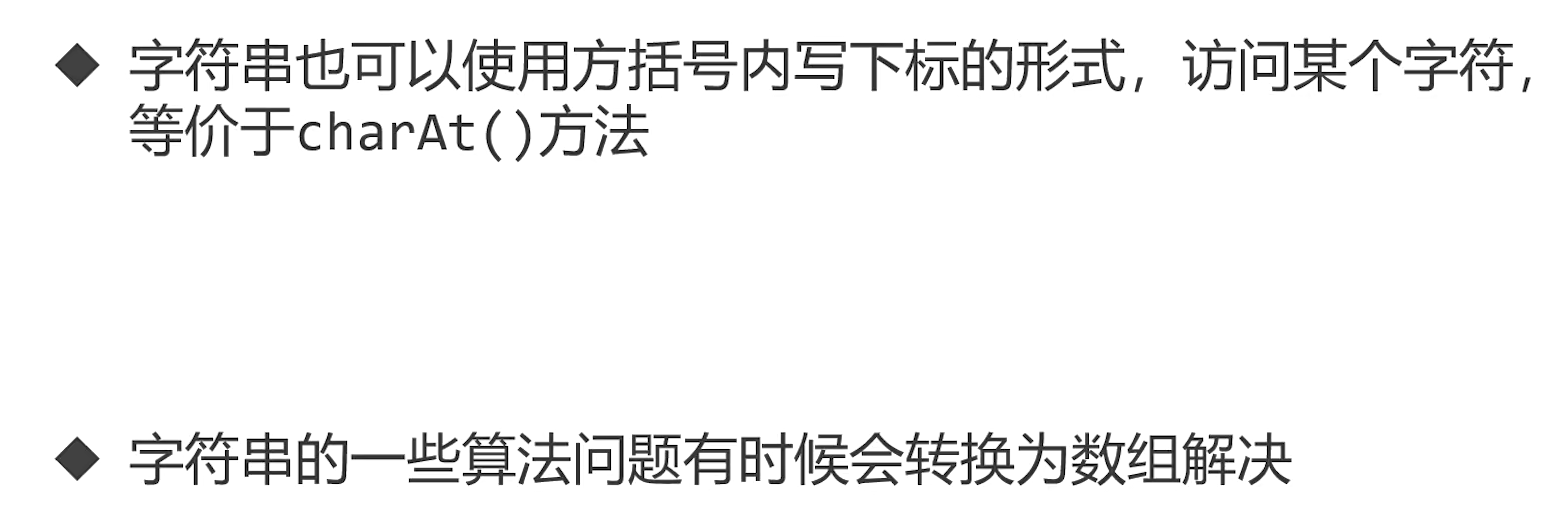 ◆ 字符串也可以使用方括号内写下标的形式，访问某个字符，
等价于charAt()方法
◆ 字符串的一些算法问题有时候会转换为数组解决